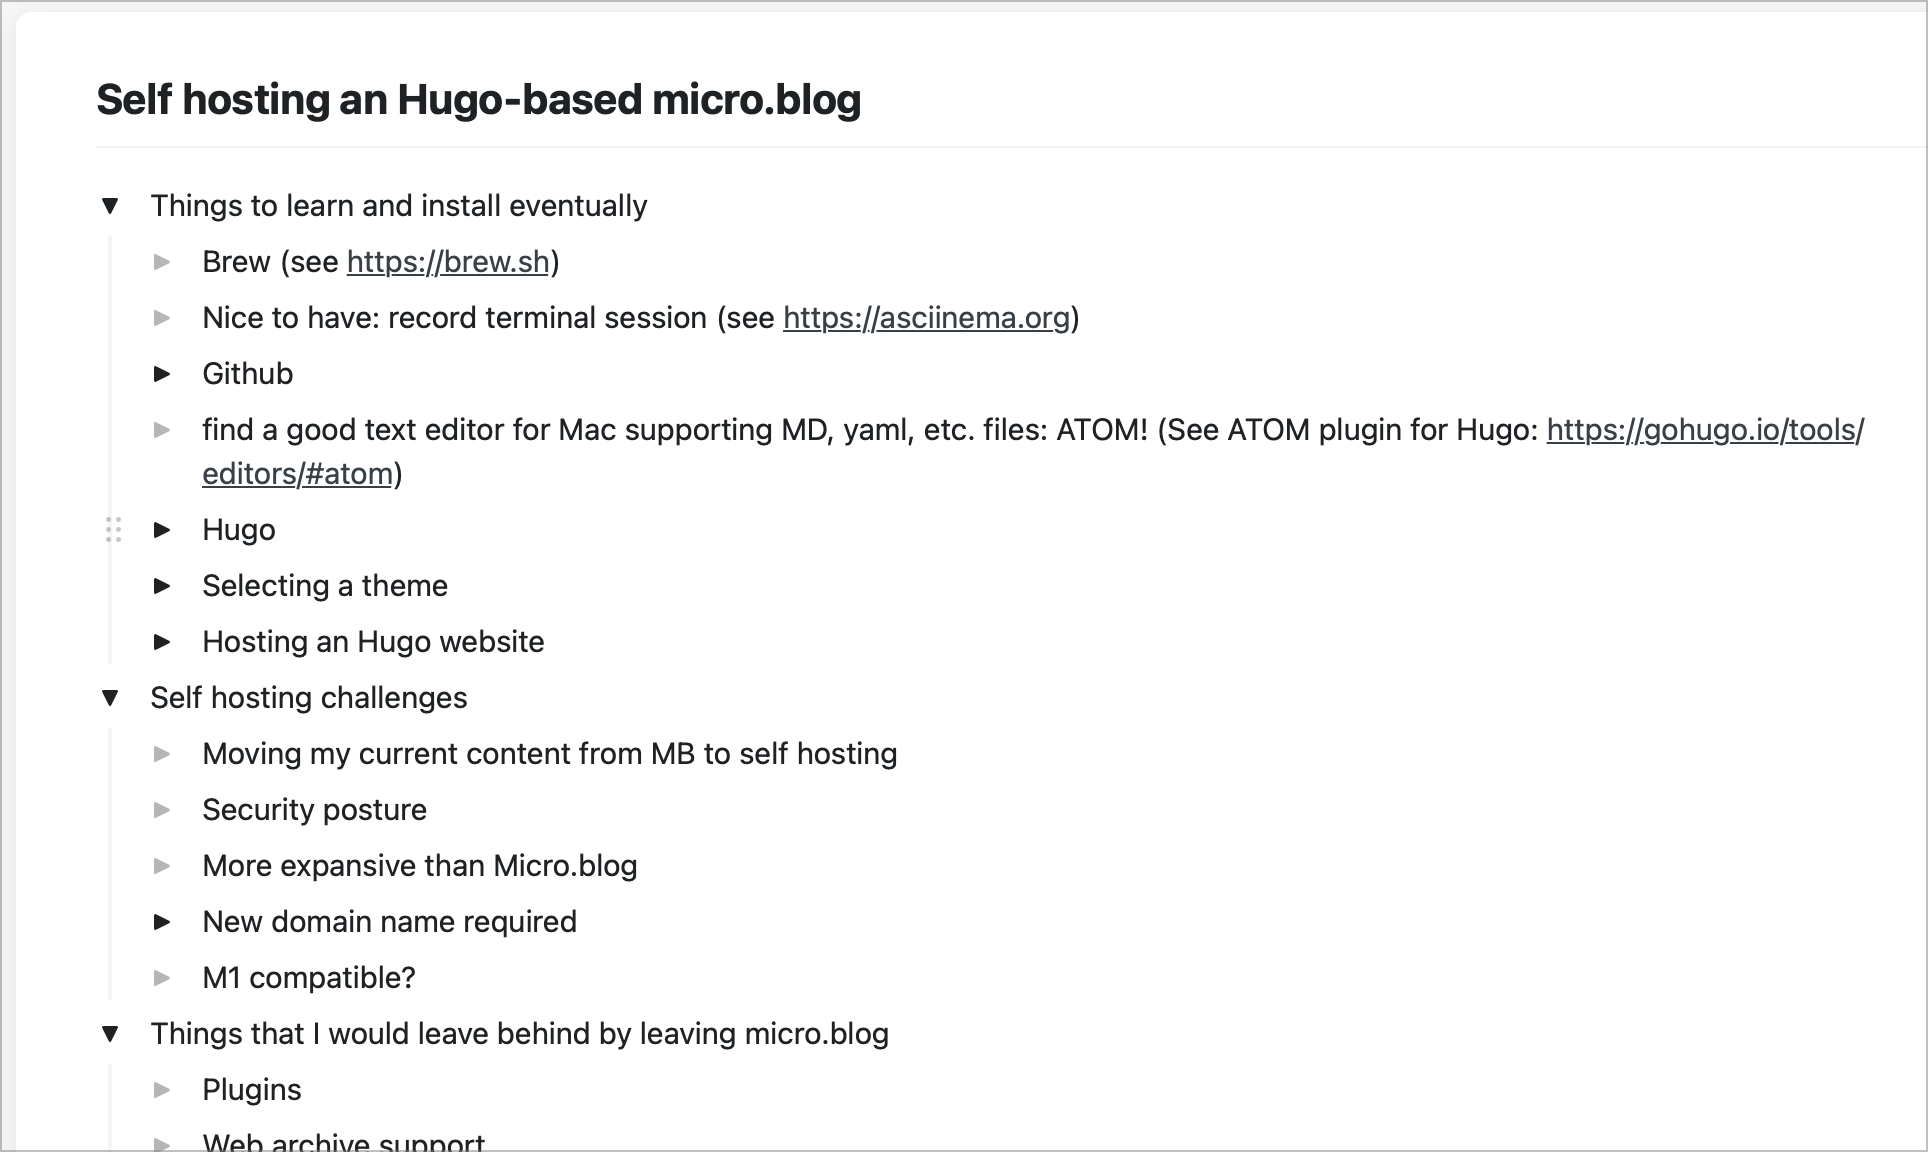 Self hosting an Hugo-based micro.blog
Things to learn and install eventually
Brew (see https://brew.sh)
Nice to have: record terminal session (see https://asciinema.org)
Github
find a good text editor for Mac supporting MD, yaml, etc. files: ATOM! (See ATOM plugin for Hugo: https://gohugo.io/tools/
editors/#atom)
Hugo
Selecting a theme
Hosting an Hugo website
Self hosting challenges
Moving my current content from MB to self hosting
Security posture
More expansive than Micro.blog
New domain name required
M1 compatible?
Things that I would leave behind by leaving micro.blog
Plugins
Web archive support